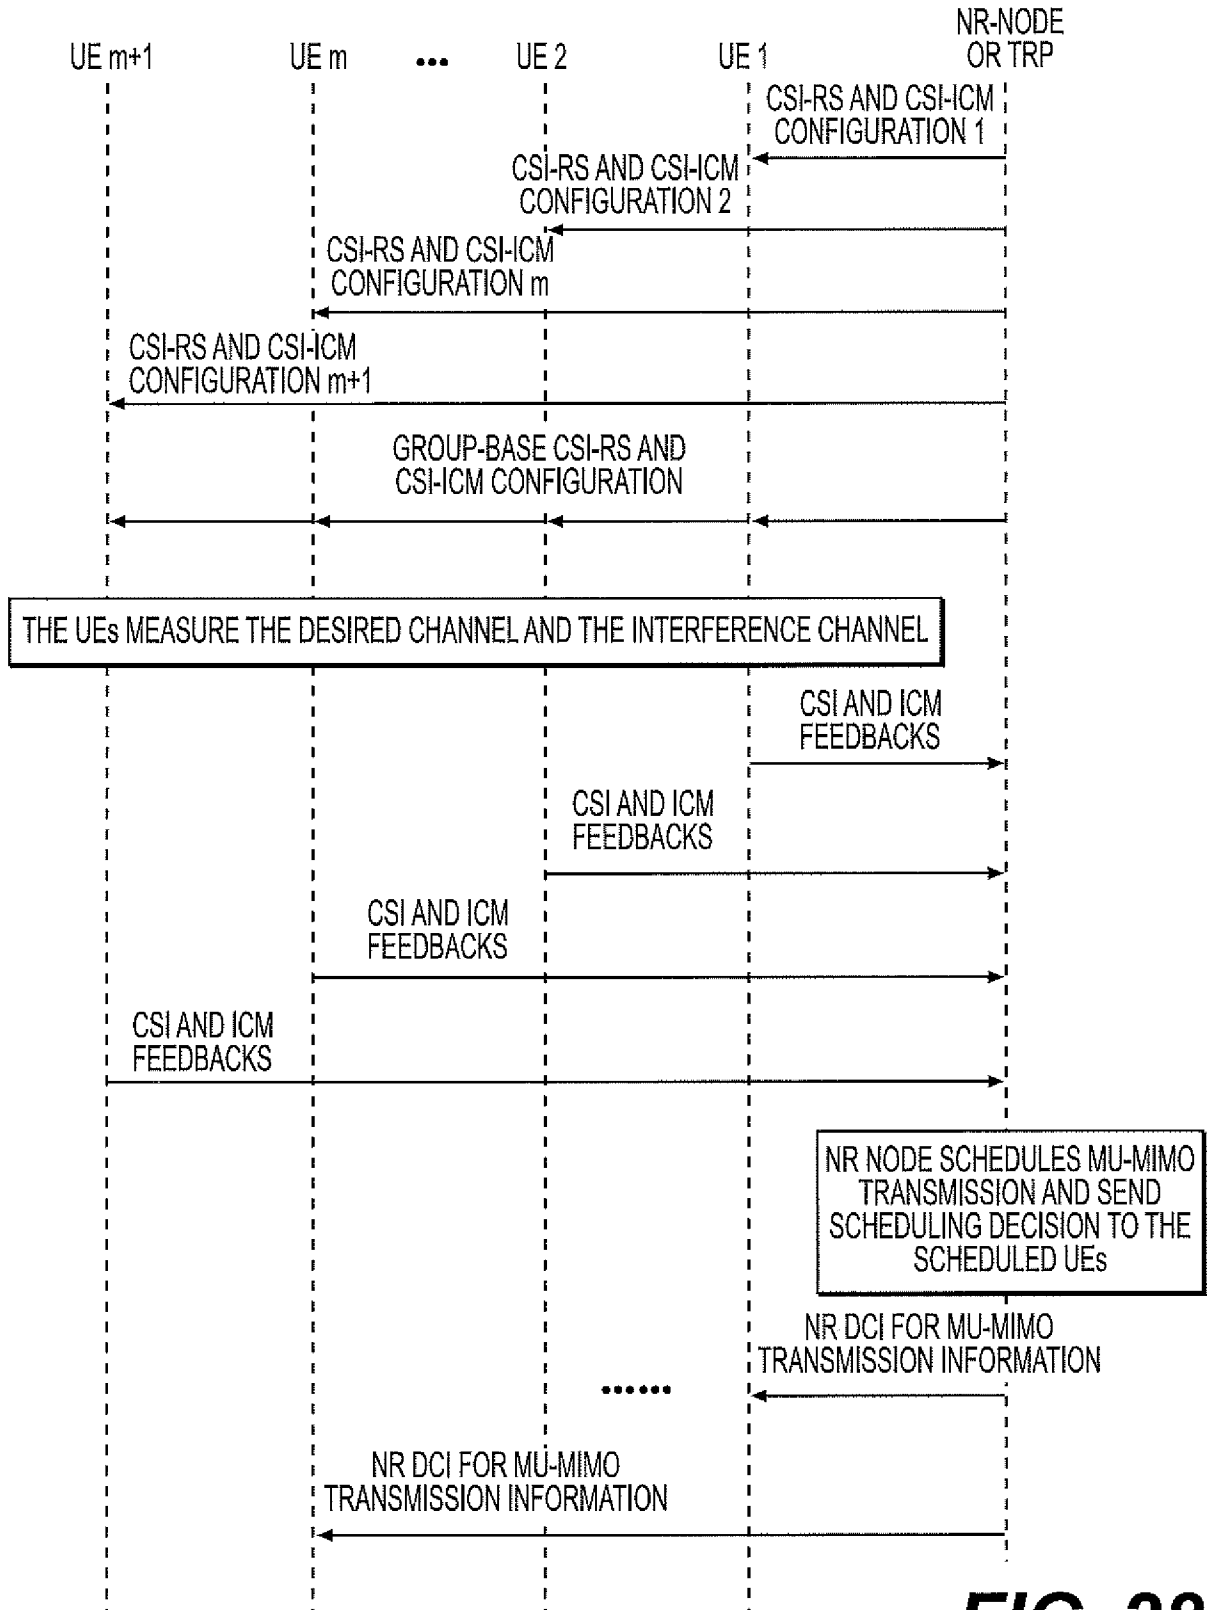 UE m+1
UE m
...
UE 2
UE 1
NR-NODE
OR TRP
CSI-RS AND CSI-ICM
CONFIGURATION 1
CSI-RS AND CSI-ICM
CONFIGURATION 2
CSI-RS AND CSI-ICM
CONFIGURATION m
CSI-RS AND CSI-ICM
CONFIGURATION m+1
GROUP-BASE CSI-RS AND
CSI-ICM CONFIGURATION
THE UEs MEASURE THE DESIRED CHANNEL AND THE INTERFERENCE CHANNEL
CSI AND ICM
FEEDBACKS
CSI AND ICM
FEEDBACKS
CSI AND ICM
FEEDBACKS
CSI AND ICM
FEEDBACKS
NR NODE SCHEDULES MU-MIMO
TRANSMISSION AND SEND
SCHEDULING DECISION TO THE
SCHEDULED UEs
NR DCI FOR MU-MIMO
TRANSMISSION INFORMATION
......
NR DCI FOR MU-MIMO
TRANSMISSION INFORMATION